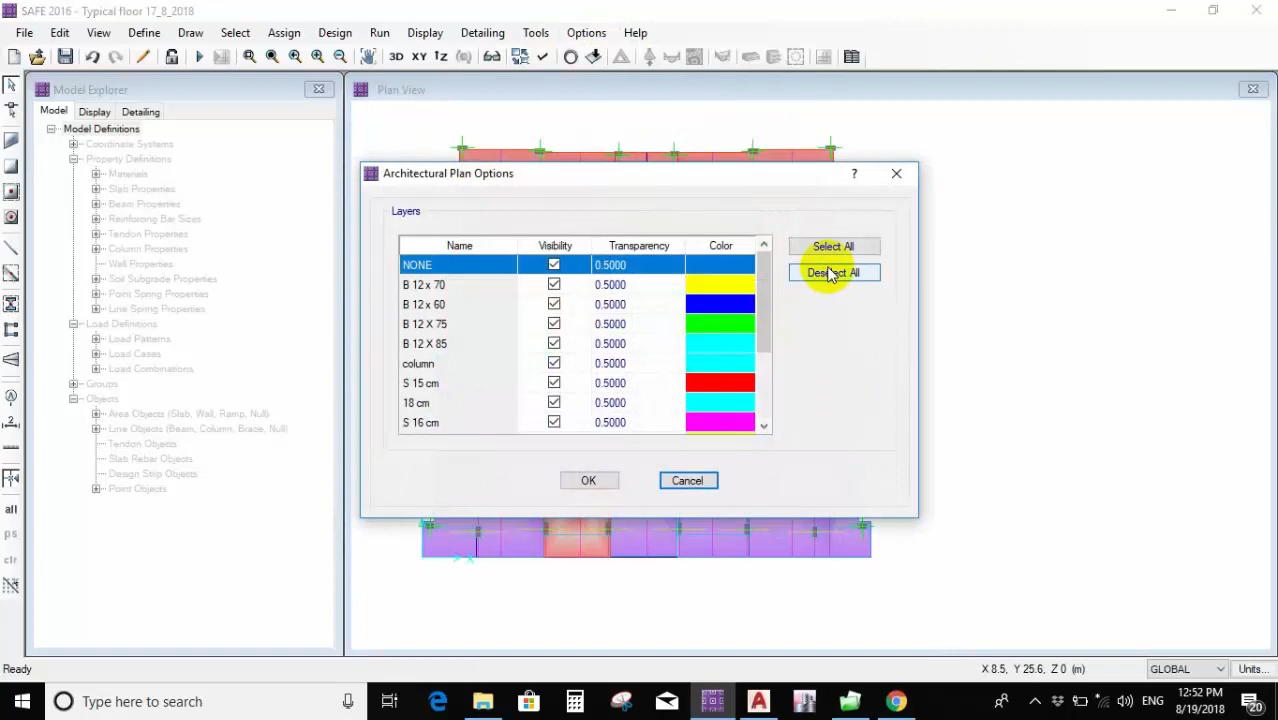 SAFE 2016 - Typical floor 17_8_2018
File Edit View Define Draw Select Assign Design Run Display Detailing Tools Options Help
3D XY
Model Explorer
Model Display Detailing
Model Definitions
Coordinate Systems
Property Definitions
Materials
Slab Properties
Beam Properties
Reinforcing Bar Sizes
Tendon Properties
Column Properties
Wall Properties
Soil Subgrade Properties
Point Spring Properties
Line Spring Properties
Load Definitions
Load Patterns
Load Cases
Load Combinations
Groups
Objects
Area Objects (Slab, Wall, Ramp, Null)
Line Objects (Beam, Column, Brace, Null)
Tendon Objects
Slab Rebar Objects
Design Strip Objects
Point Objects
all
ps
clr
Plan View
Architectural Plan Options
?
Layers
Name Visibility Transparency Color
NONE 0.5000
B 12 x 70 0.5000
B 12 x 60 0.5000
B 12 X 75 0.5000
B 12 X 85 0.5000
column 0.5000
S 15 cm 0.5000
18 cm 0.5000
S 16 cm 0.5000
Select All
Deselect All
OK Cancel
X
Ready
X 8.5, Y 25.6, Z 0 (m)
GLOBAL
Units...
Type here to search
ENG
12:52 PM
8/19/2018
20